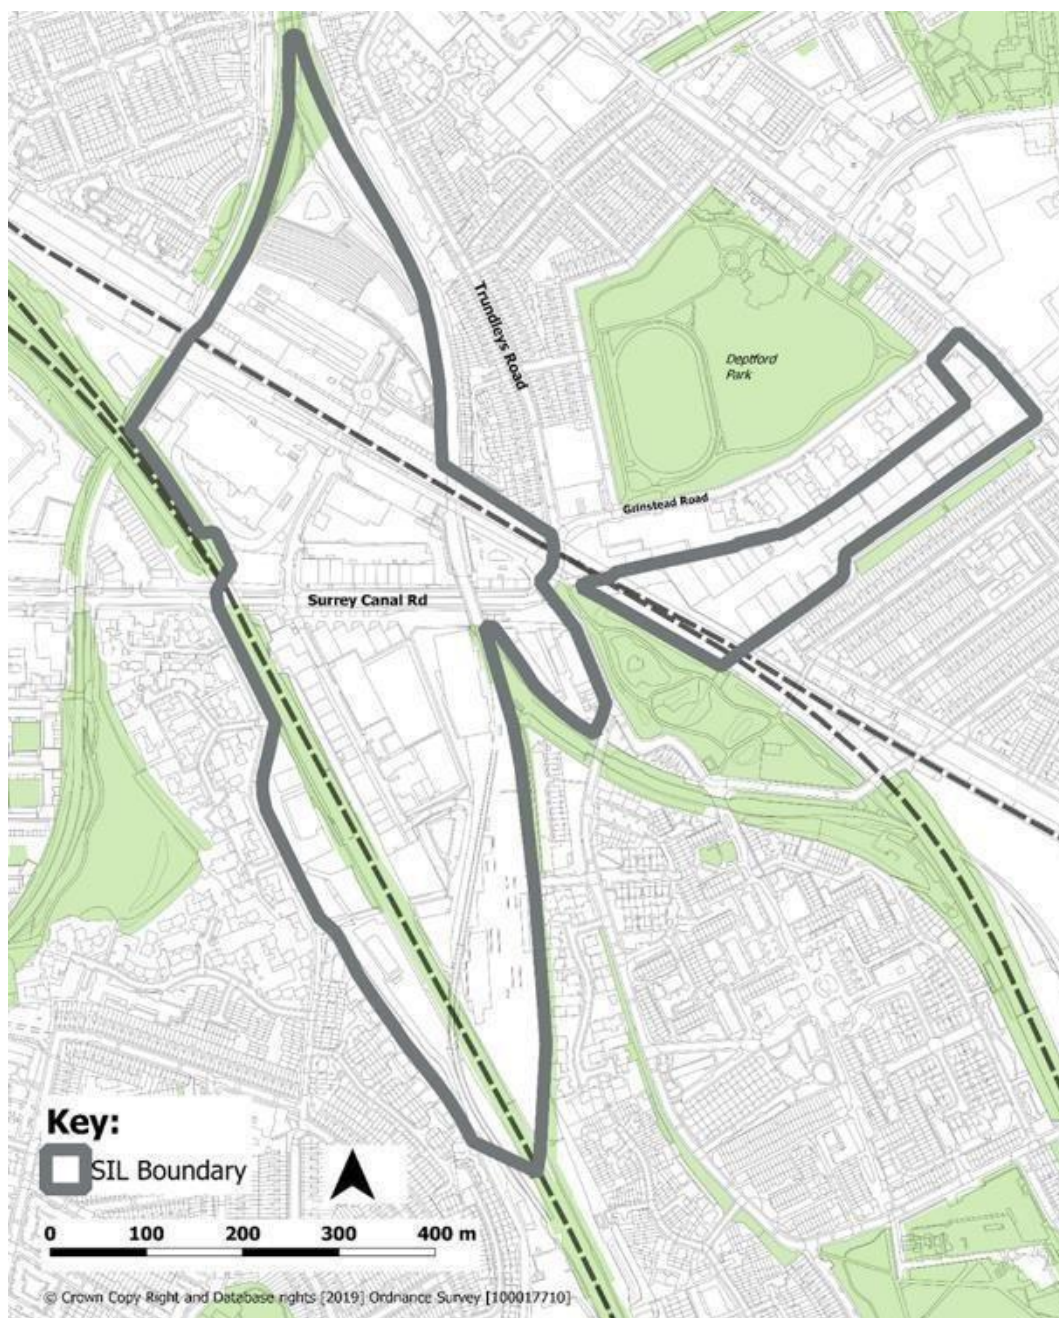 Trundleys Road
Deptford
Park
Grinstead Road
Surrey Canal Rd
Key:
SIL Boundary
0 100 200 300 400 m
© Crown Copy Right and Database rights [2019] Ordnance Survey [100017710]